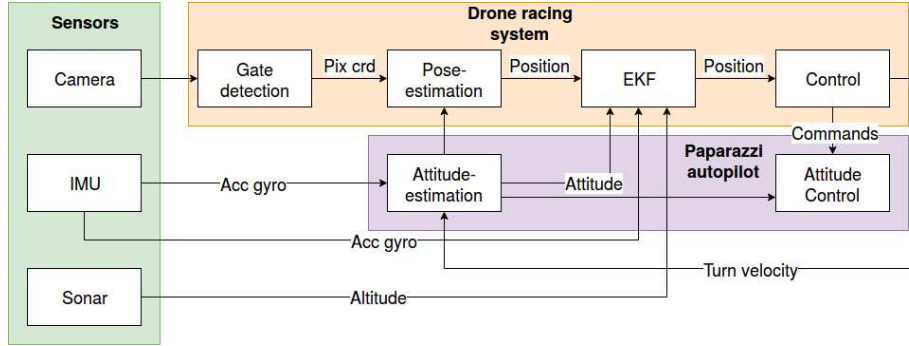 Sensors
Drone racing
system
Camera
Gate
detection
Pix crd
Pose-
estimation
Position
EKF
Position
Control
Commands
Paparazzi
autopilot
IMU
Acc gyro
Attitude-
estimation
Attitude
Attitude
Control
Acc gyro
Turn velocity
Sonar
Altitude